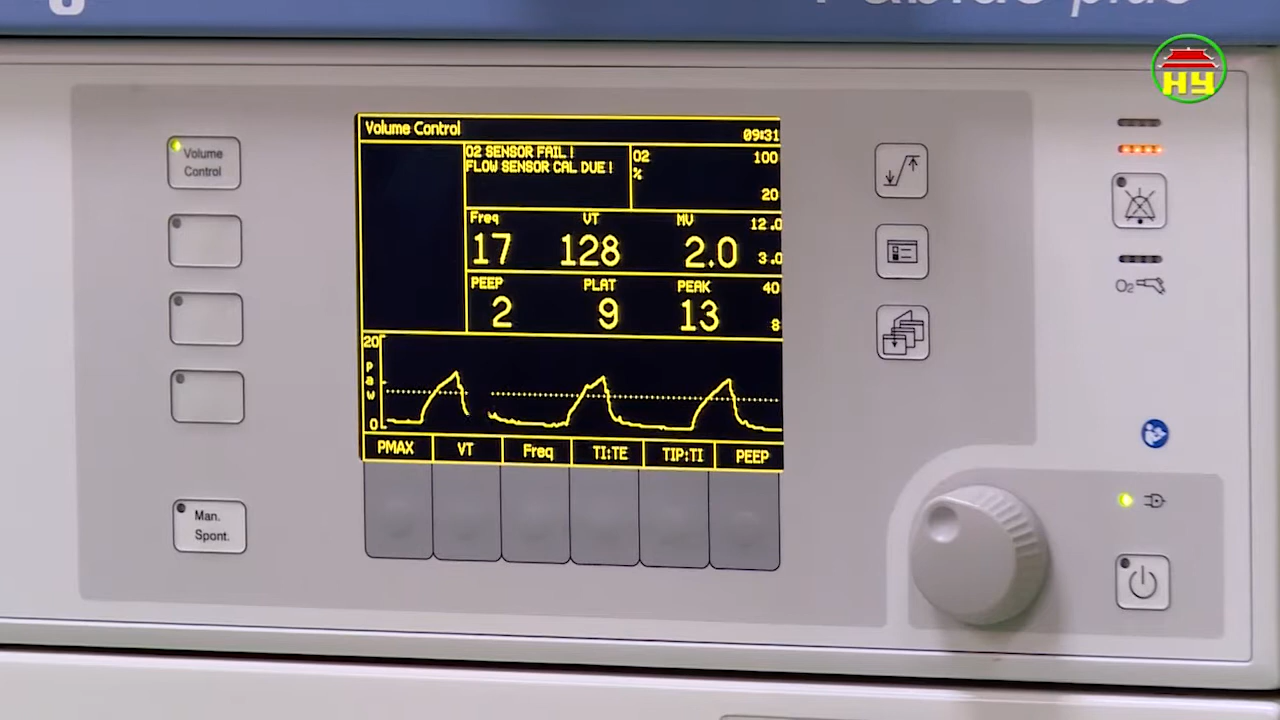 plus
HY
Volume Control
09:31
O2 SENSOR FAIL !
FLOW SENSOR CAL DUE !
O2
%
100
20
Freq
VT
MV
12.0
17
128
2.0
3.0
PEEP
PLAT
PEAK
40
2
9
13
8
20
Paw
0
PMAX
VT
Freq
TI:TE
TIP:TI
PEEP
Volume
Control
Man.
Spont.
O2